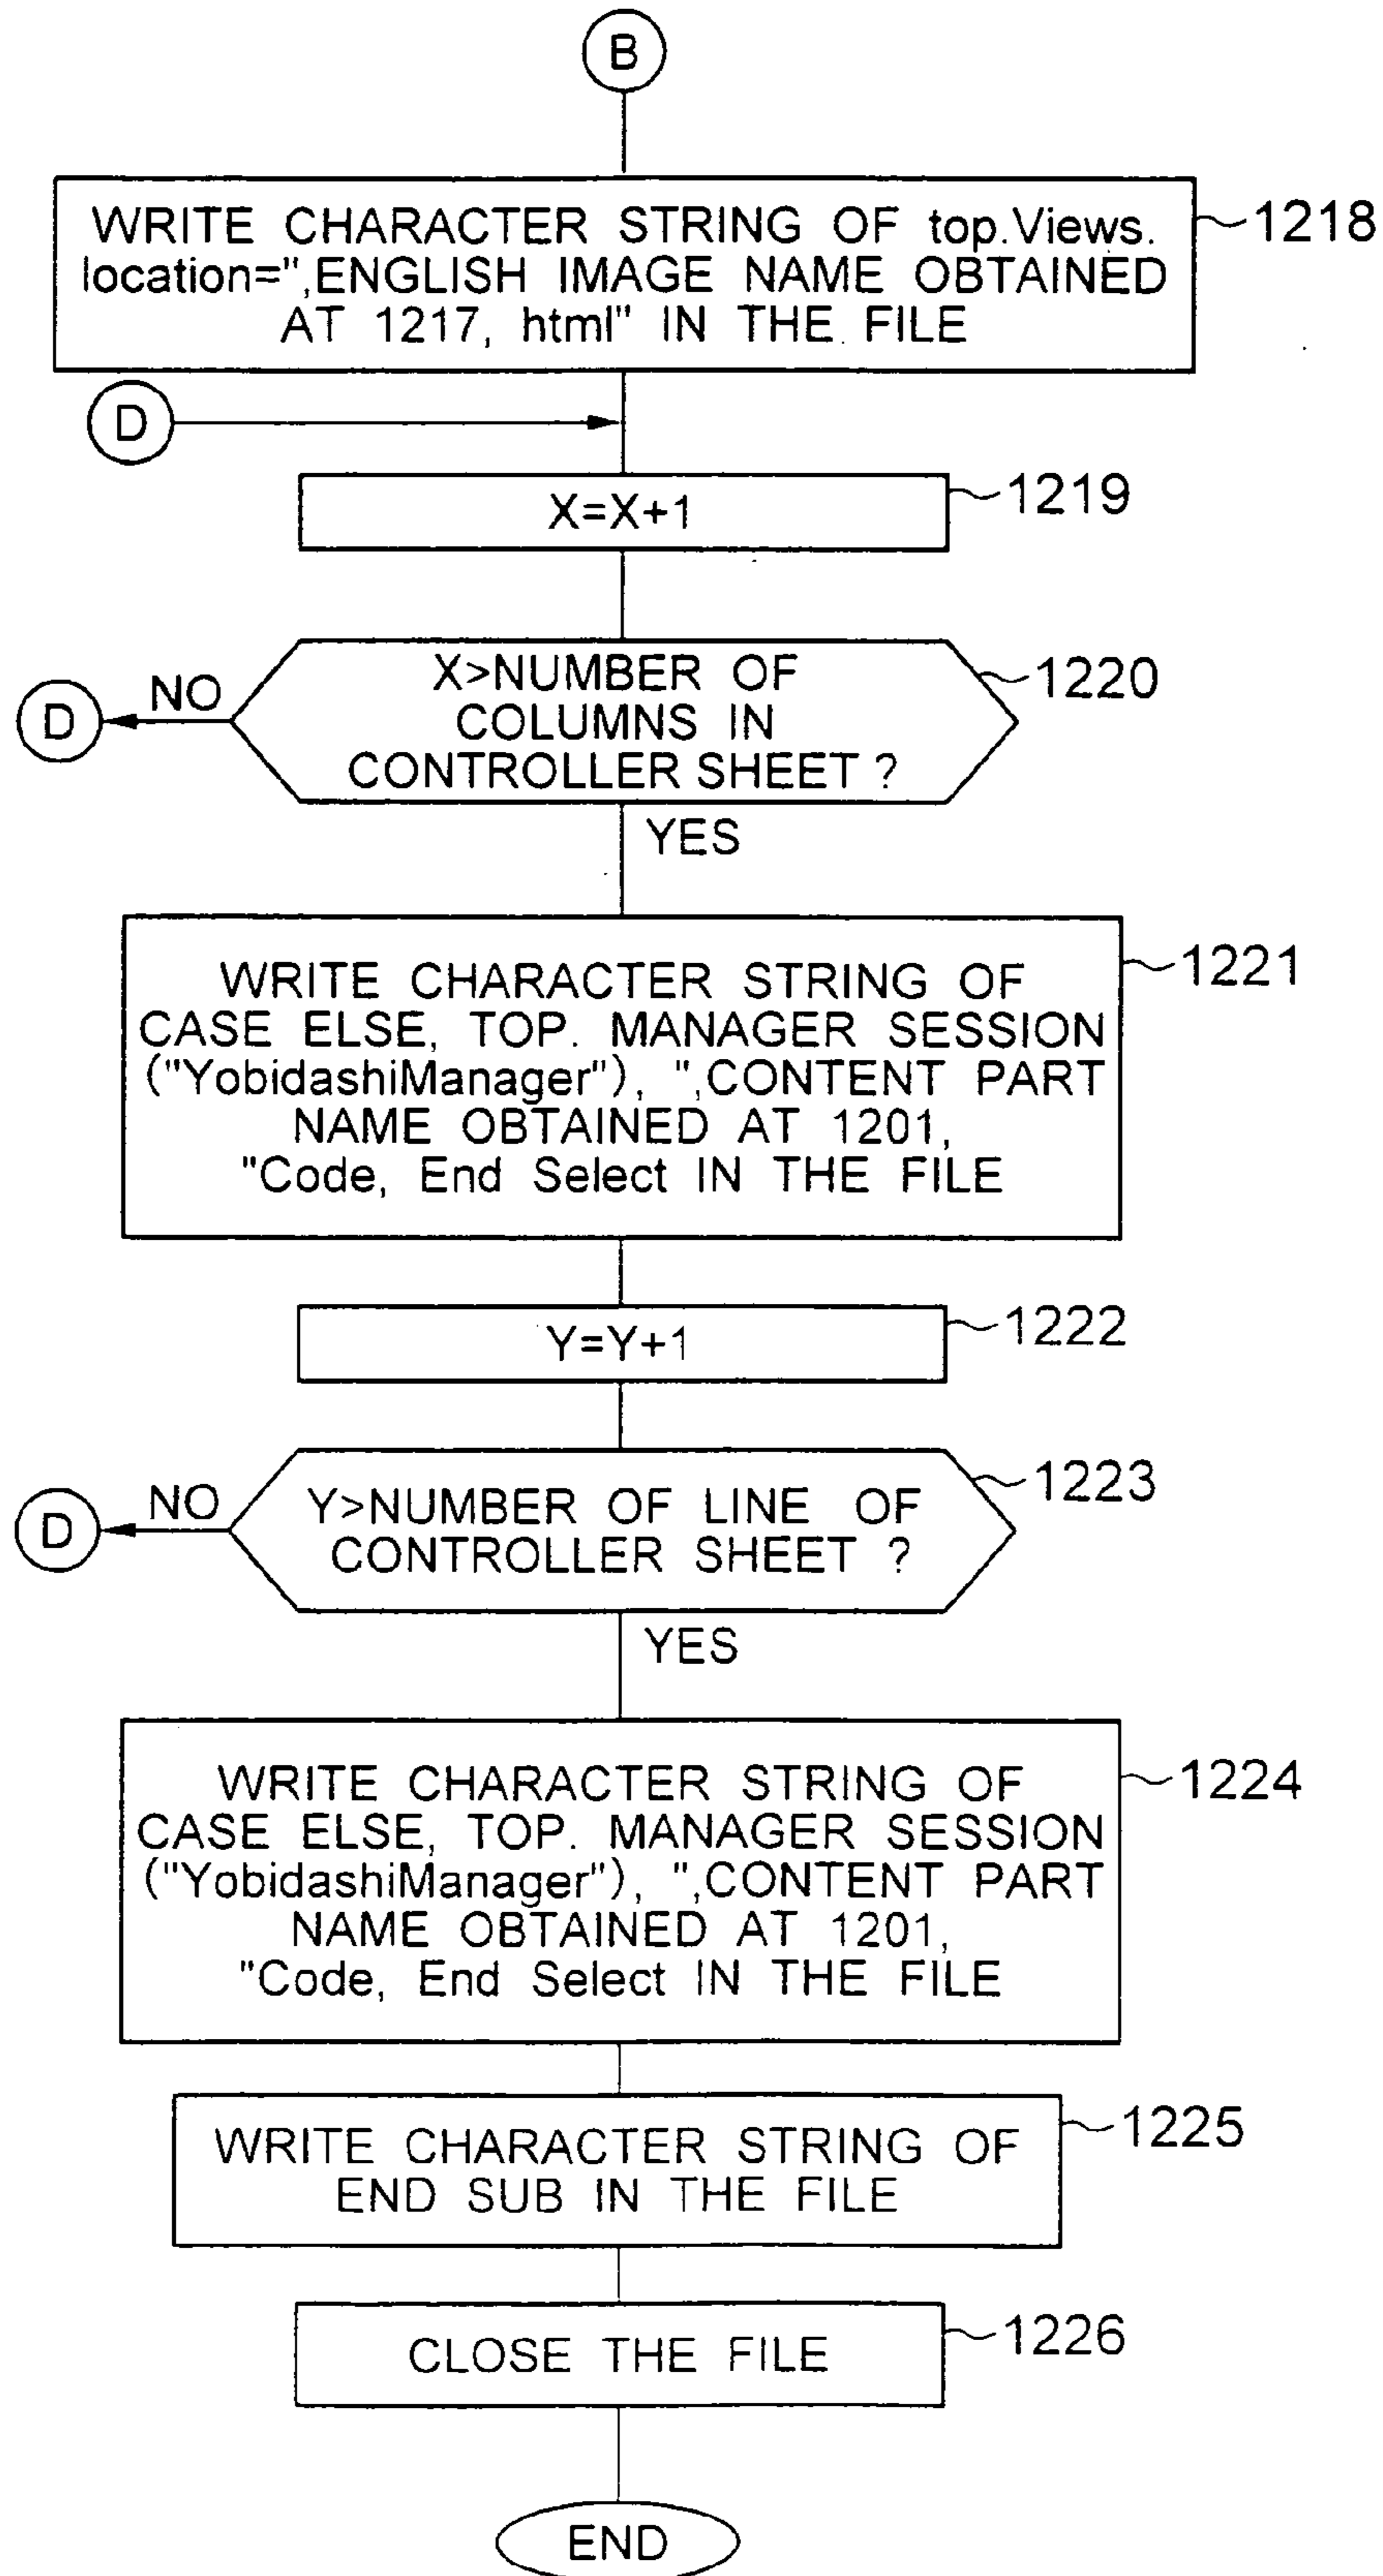 B
WRITE CHARACTER STRING OF top.Views.
location=",ENGLISH IMAGE NAME OBTAINED
AT 1217, html" IN THE FILE
1218
D
X=X+1
1219
X>NUMBER OF
COLUMNS IN
CONTROLLER SHEET ?
1220
NO
D
YES
WRITE CHARACTER STRING OF
CASE ELSE, TOP. MANAGER SESSION
("YobidashiManager"), ",CONTENT PART
NAME OBTAINED AT 1201,
"Code, End Select IN THE FILE
1221
Y=Y+1
1222
Y>NUMBER OF LINE OF
CONTROLLER SHEET ?
1223
NO
D
YES
WRITE CHARACTER STRING OF
CASE ELSE, TOP. MANAGER SESSION
("YobidashiManager"), ",CONTENT PART
NAME OBTAINED AT 1201,
"Code, End Select IN THE FILE
1224
WRITE CHARACTER STRING OF
END SUB IN THE FILE
1225
CLOSE THE FILE
1226
END